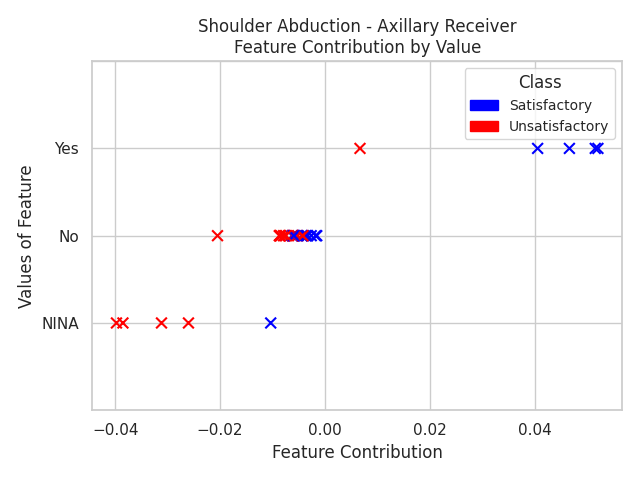 Shoulder Abduction - Axillary Receiver
Feature Contribution by Value
Class
Satisfactory
Unsatisfactory
Values of Feature
Yes
No
NINA
−0.04
−0.02
0.00
0.02
0.04
Feature Contribution